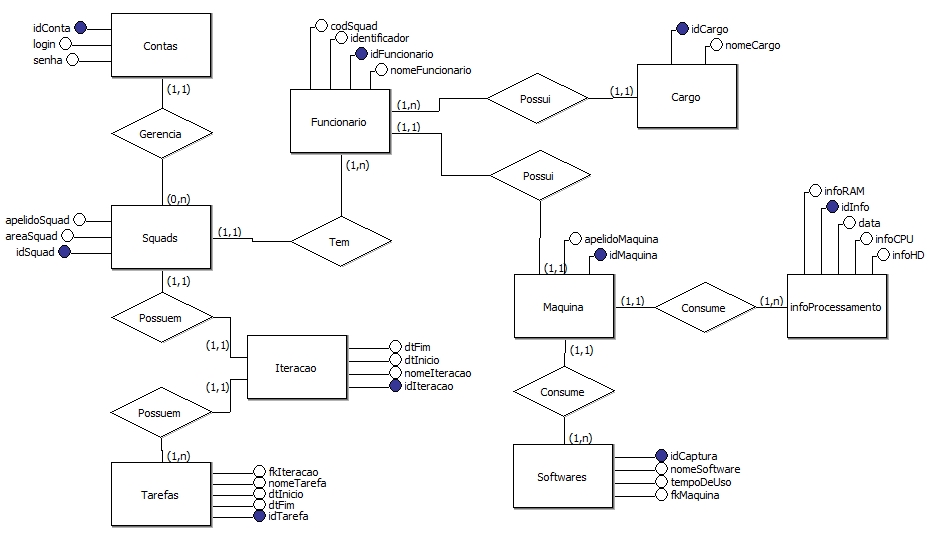 idConta
login
senha
Contas
(1,1)
Gerencia
(0,n)
apelidoSquad
areaSquad
idSquad
Squads
(1,1)
(1,1)
Tem
(1,n)
codSquad
identificador
idFuncionario
nomeFuncionario
Funcionario
(1,n)
(1,1)
Possui
(1,1)
idCargo
nomeCargo
Cargo
Possui
(1,1)
apelidoMaquina
idMaquina
Maquina
(1,1)
Consume
(1,n)
infoRAM
idInfo
data
infoCPU
infoHD
infoProcessamento
(1,1)
Consume
(1,n)
Softwares
idCaptura
nomeSoftware
tempoDeUso
fkMaquina
Possuem
(1,1)
Iteracao
dtFim
dtInicio
nomeIteracao
idIteracao
(1,1)
Possuem
(1,n)
Tarefas
fkIteracao
nomeTarefa
dtInicio
dtFim
idTarefa